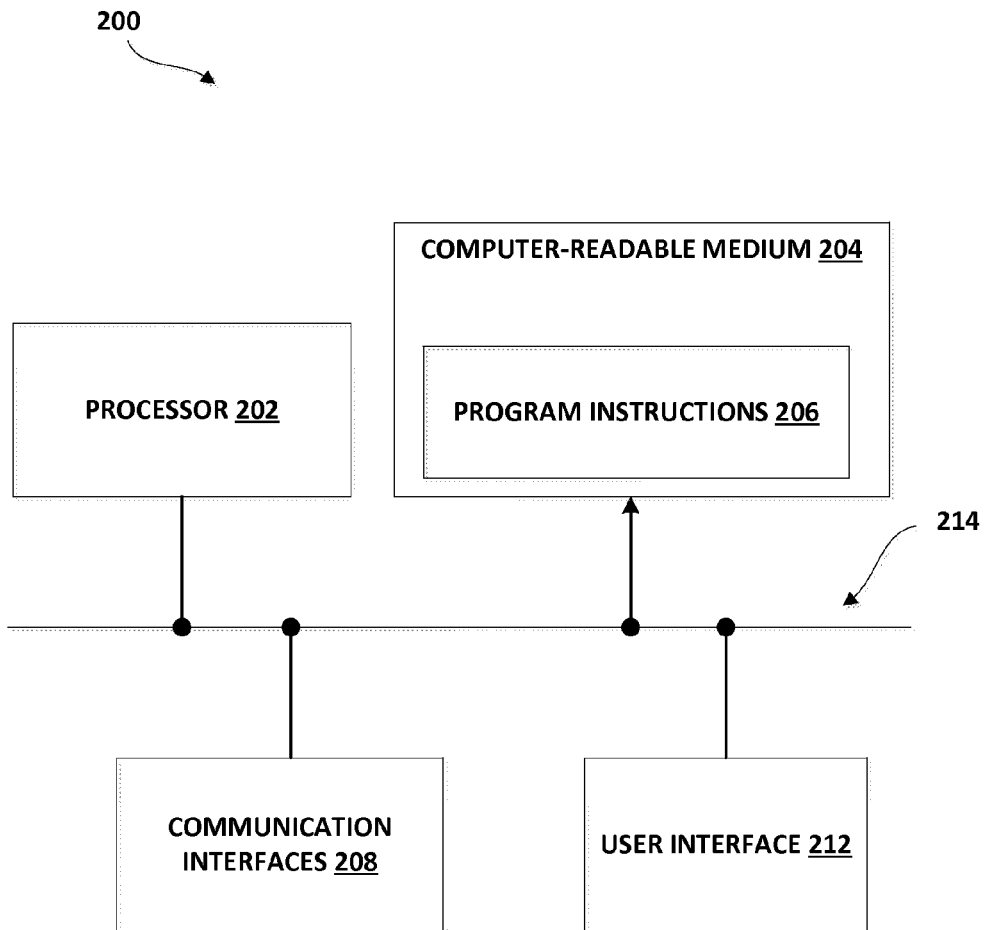 200
COMPUTER-READABLE MEDIUM 204
PROCESSOR 202
PROGRAM INSTRUCTIONS 206
214
COMMUNICATION
INTERFACES 208
USER INTERFACE 212